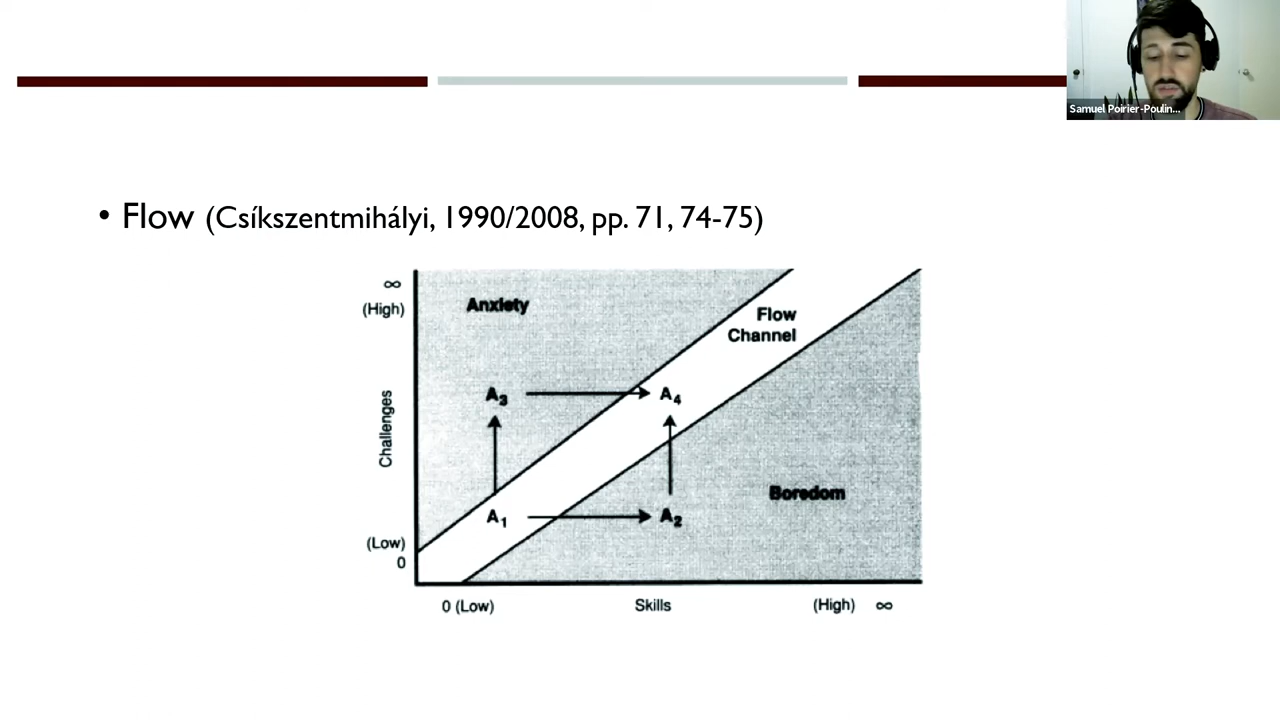 Samuel Poirier-Poulin...
• Flow (Csíkszentmihályi, 1990/2008, pp. 71, 74-75)
∞
(High)
Anxiety
Flow
Channel
A3
A4
Challenges
Boredom
A1
A2
(Low)
0
0 (Low)
Skills
(High) ∞